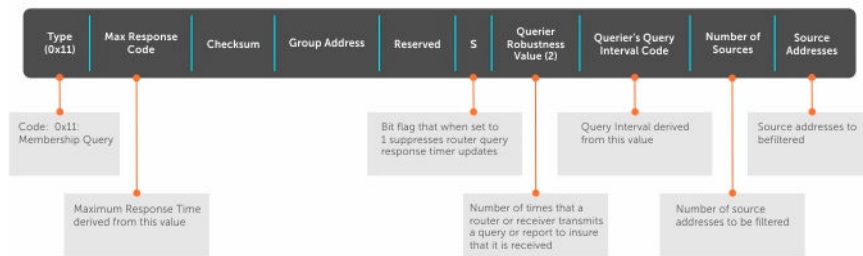 Type
(0x11)
Max Response
Code
Checksum
Group Address
Reserved
S
Querier
Robustness
Value (2)
Querier's Query
Interval Code
Number of
Sources
Source
Addresses
Code: 0x11:
Membership Query
Bit flag that when set to
1 suppresses router query
response timer updates
Query Interval derived
from this value
Source addresses to
befiltered
Maximum Response Time
derived from this value
Number of times that a
router or receiver transmits
a query or report to insure
that it is received
Number of source
addresses to be filtered